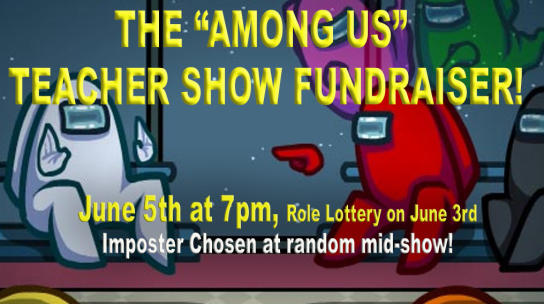 THE “AMONG US”
TEACHER SHOW FUNDRAISER!
June 5th at 7pm, Role Lottery on June 3rd
Imposter Chosen at random mid-show!